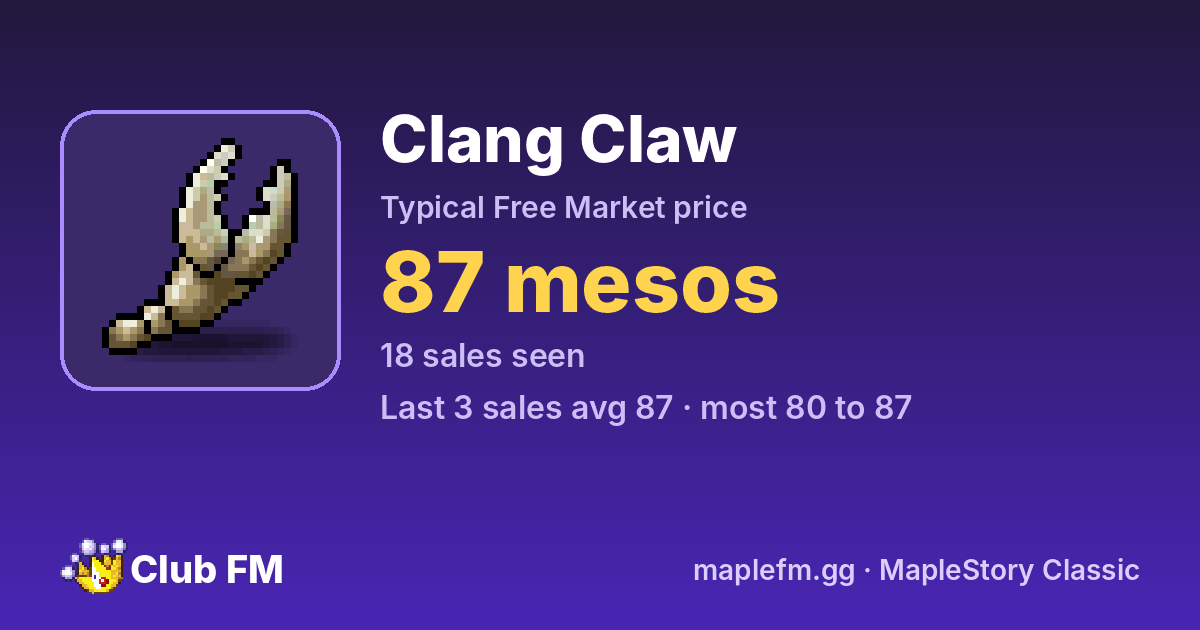 Clang Claw
Typical Free Market price
87 mesos
18 sales seen
Last 3 sales avg 87 · most 80 to 87
Club FM
maplefm.gg · MapleStory Classic